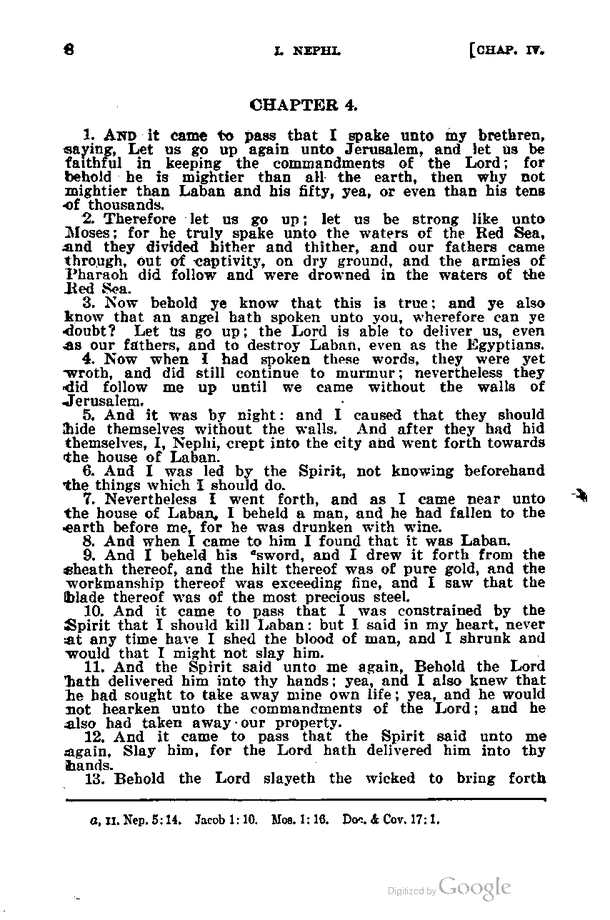 8 I. NEPHI. [CHAP. IV.
CHAPTER 4.
1. AND it came to pass that I spake unto my brethren,
saying, Let us go up again unto Jerusalem, and let us be
faithful in keeping the commandments of the Lord; for
behold he is mightier than all the earth, then why not
mightier than Laban and his fifty, yea, or even than his tens
of thousands.
2. Therefore let us go up; let us be strong like unto
Moses; for he truly spake unto the waters of the Red Sea,
and they divided hither and thither, and our fathers came
through, out of captivity, on dry ground, and the armies of
Pharaoh did follow and were drowned in the waters of the
Red Sea.
3. Now behold ye know that this is true; and ye also
know that an angel hath spoken unto you, wherefore can ye
doubt? Let us go up; the Lord is able to deliver us, even
as our fathers, and to destroy Laban, even as the Egyptians.
4. Now when I had spoken these words, they were yet
wroth, and did still continue to murmur; nevertheless they
did follow me up until we came without the walls of
Jerusalem.
5. And it was by night: and I caused that they should
hide themselves without the walls. And after they had hid
themselves, I, Nephi, crept into the city and went forth towards
the house of Laban.
6. And I was led by the Spirit, not knowing beforehand
the things which I should do.
7. Nevertheless I went forth, and as I came near unto
the house of Laban, I beheld a man, and he had fallen to the
earth before me, for he was drunken with wine.
8. And when I came to him I found that it was Laban.
9. And I beheld his ᵃsword, and I drew it forth from the
sheath thereof, and the hilt thereof was of pure gold, and the
workmanship thereof was exceeding fine, and I saw that the
blade thereof was of the most precious steel.
10. And it came to pass that I was constrained by the
Spirit that I should kill Laban: but I said in my heart, never
at any time have I shed the blood of man, and I shrunk and
would that I might not slay him.
11. And the Spirit said unto me again, Behold the Lord
hath delivered him into thy hands; yea, and I also knew that
he had sought to take away mine own life; yea, and he would
not hearken unto the commandments of the Lord; and he
also had taken away our property.
12. And it came to pass that the Spirit said unto me
again, Slay him, for the Lord hath delivered him into thy
hands.
13. Behold the Lord slayeth the wicked to bring forth
a, II. Nep. 5:14. Jacob 1:10. Mos. 1:16. Doc. & Cov. 17:1.
Digitized by Google